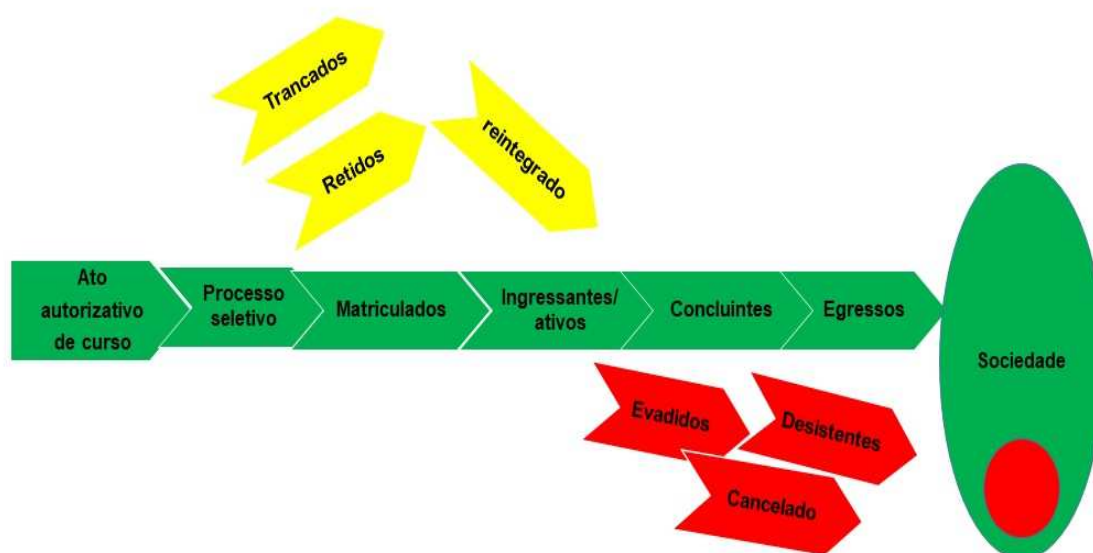 Trancados
Retidos
reintegrado
Ato
autorizativo
de curso
Processo
seletivo
Matriculados
Ingressantes/
ativos
Concluintes
Egressos
Sociedade
Evadidos
Desistentes
Cancelado